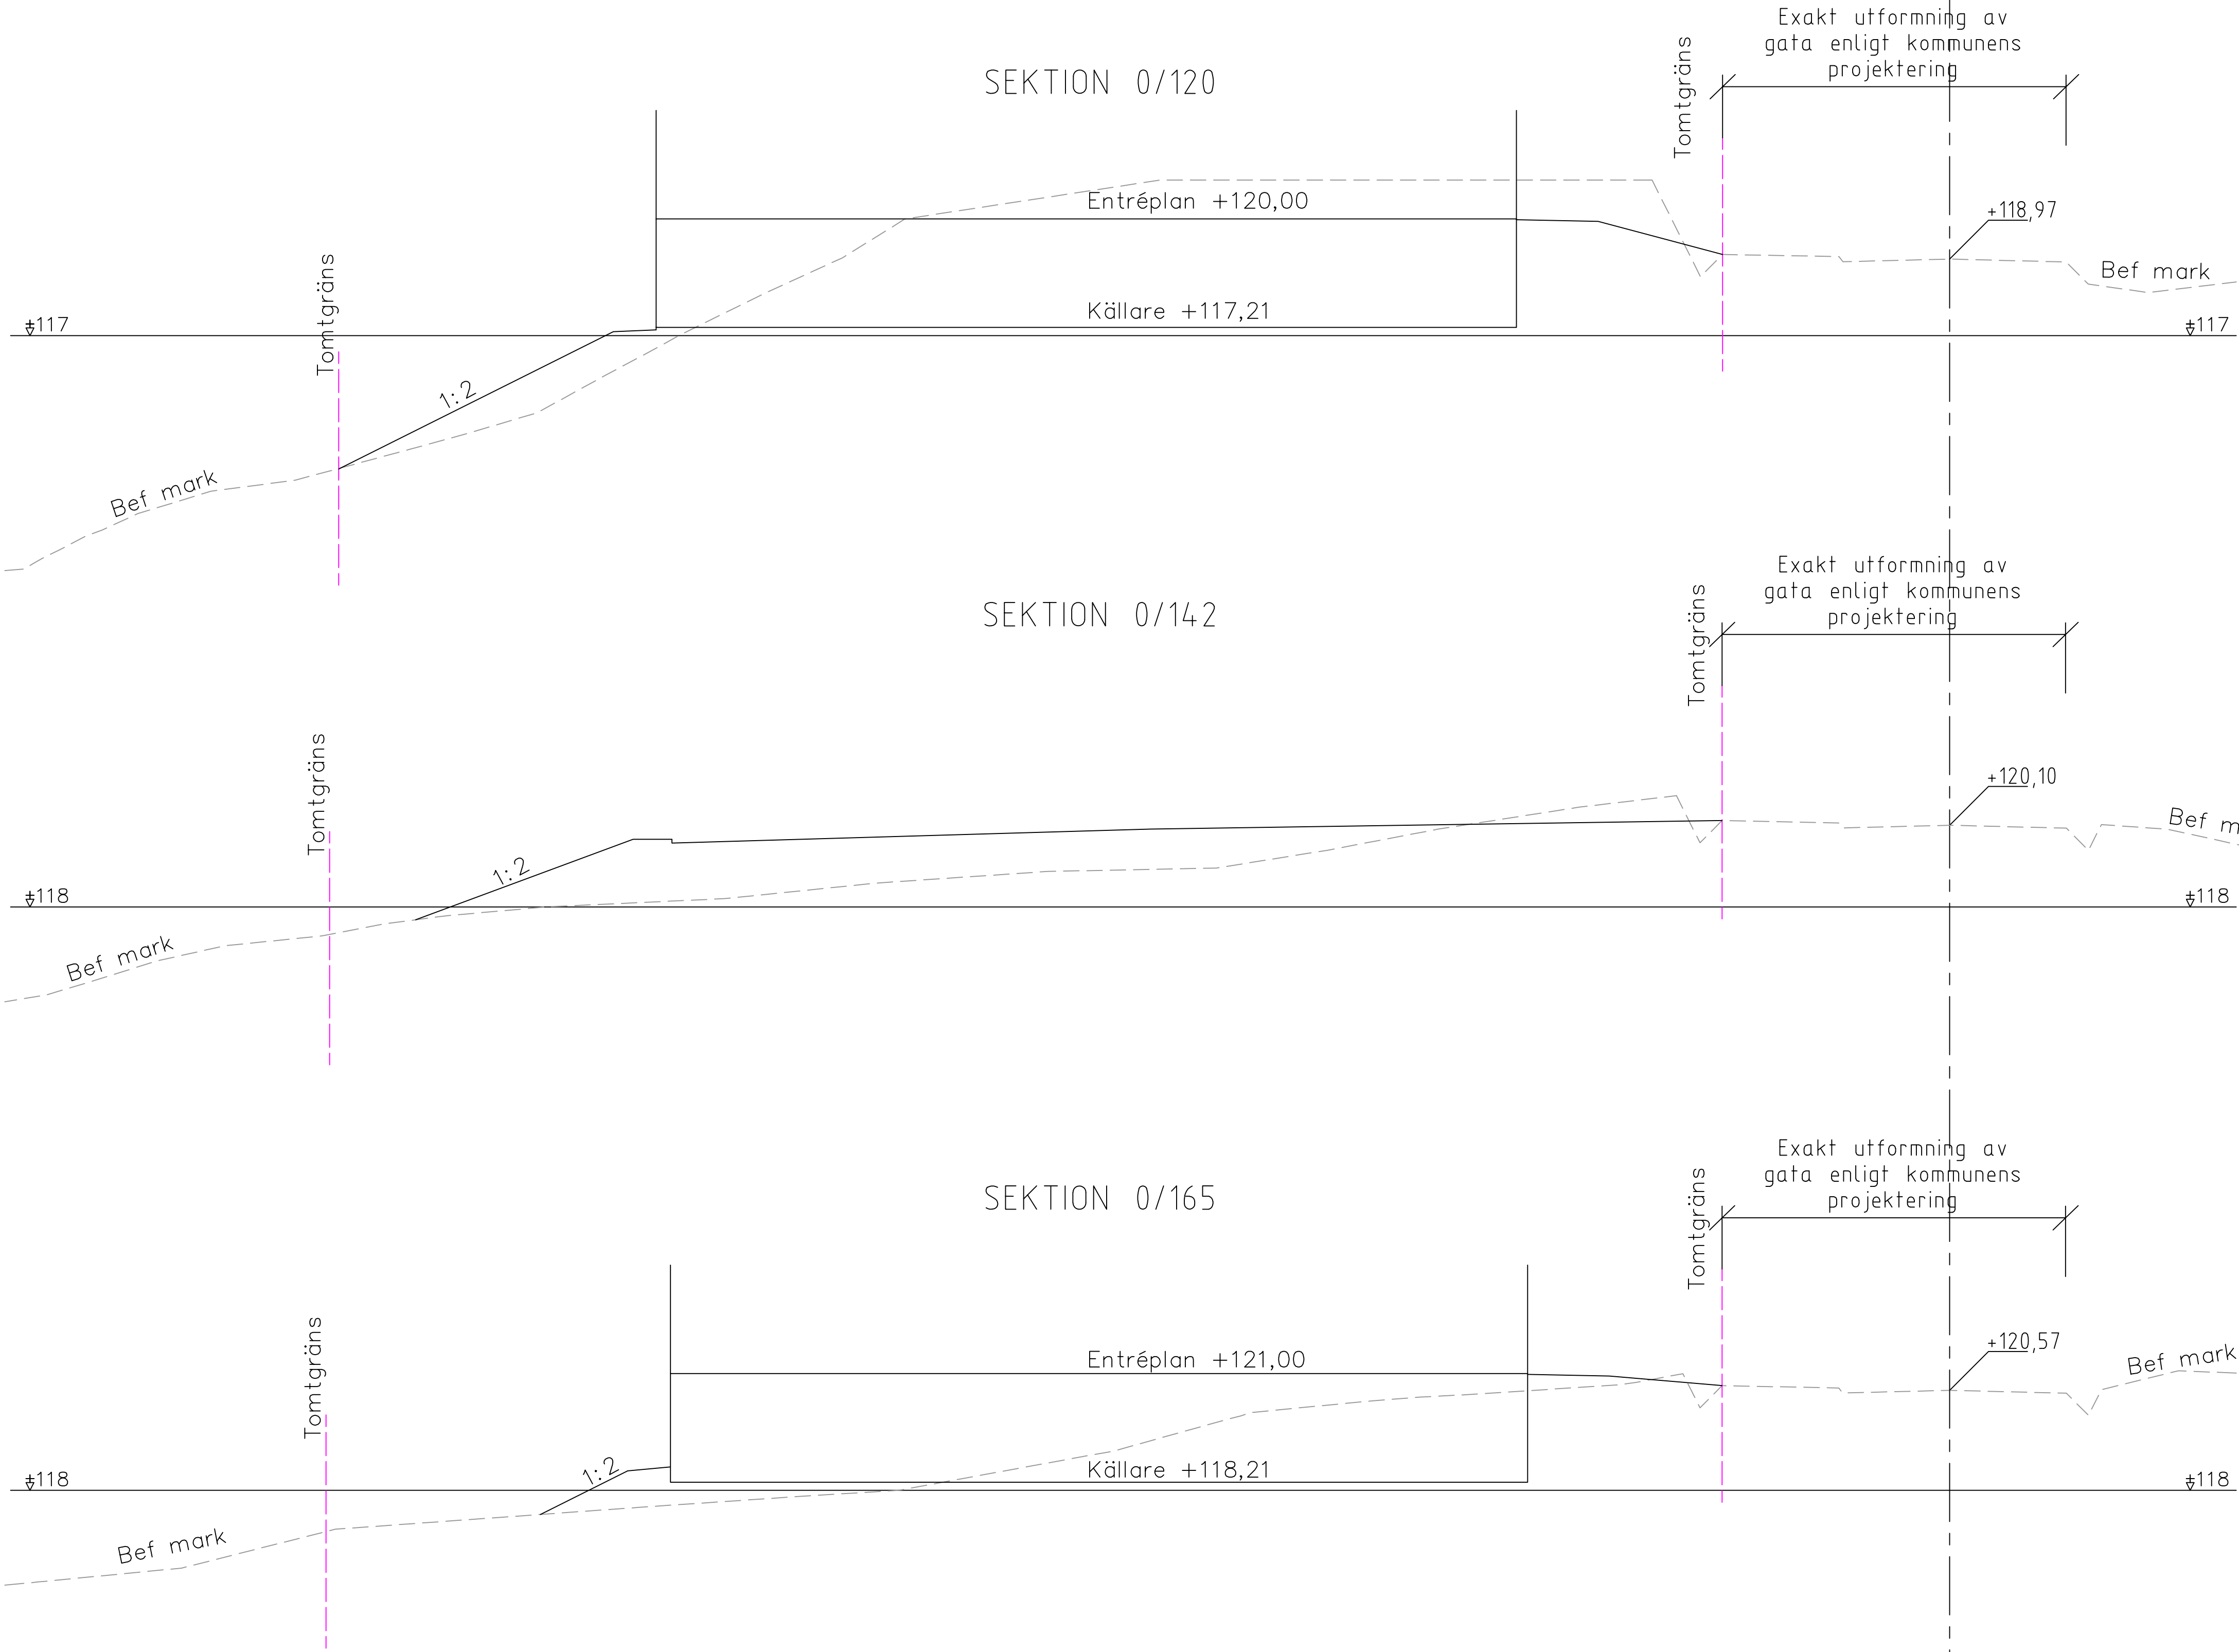 Exakt utformning av
gata enligt kommunens
projektering
SEKTION 0/120
Tomtgräns
Entréplan +120,00
+118,97
Tomtgräns
Bef mark
Källare +117,21
+117
+117
1:2
Bef mark
Exakt utformning av
gata enligt kommunens
projektering
SEKTION 0/142
Tomtgräns
Tomtgräns
+120,10
Bef m
1:2
+118
+118
Bef mark
Exakt utformning av
gata enligt kommunens
projektering
SEKTION 0/165
Tomtgräns
Tomtgräns
+120,57
Entréplan +121,00
Bef mark
1:2
Källare +118,21
+118
+118
Bef mark